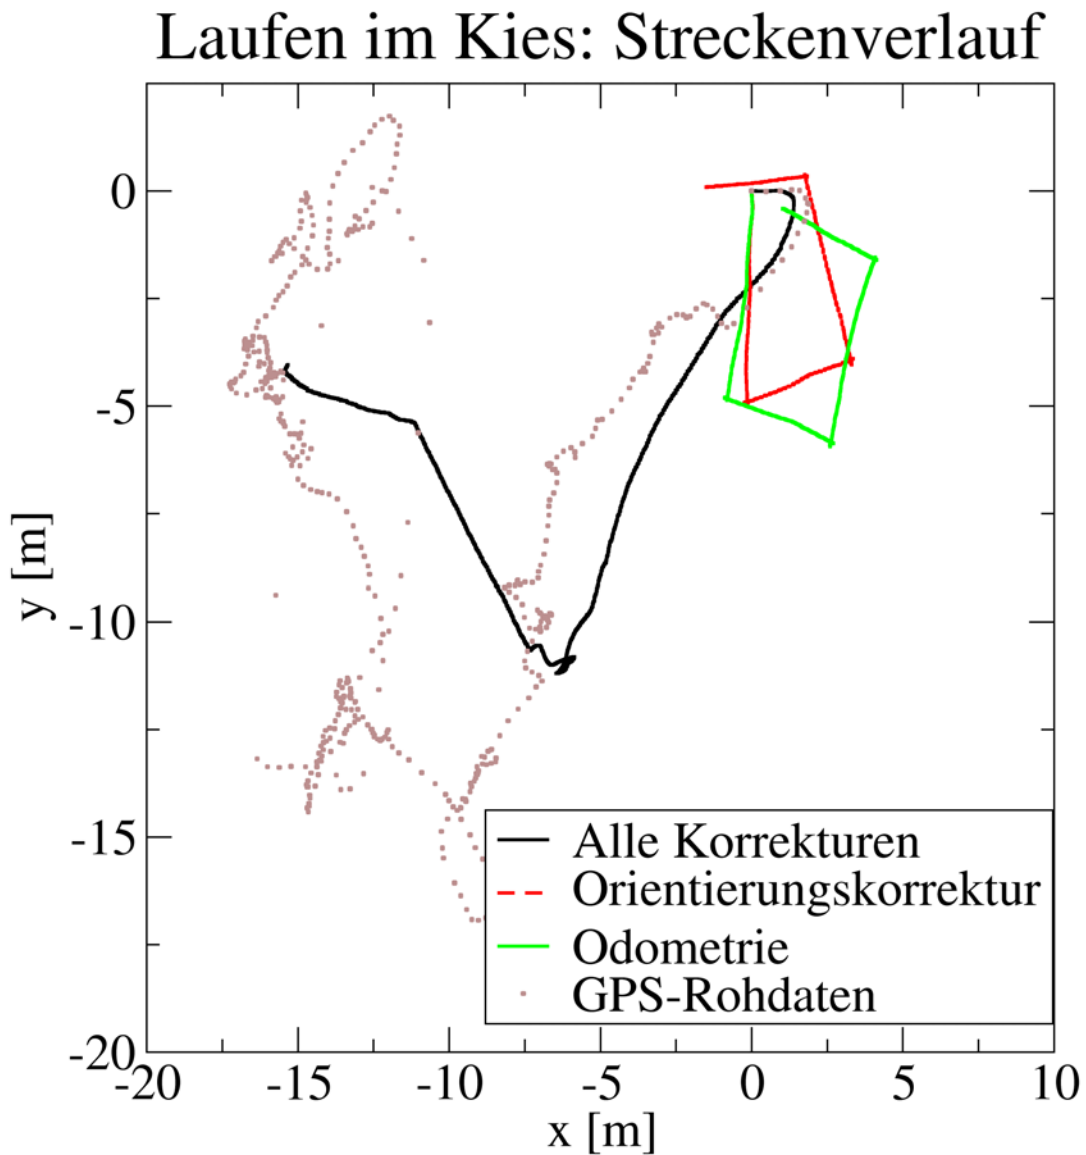 Laufen im Kies: Streckenverlauf
0
-5
-10
-15
-20
y [m]
Alle Korrekturen
Orientierungskorrektur
Odometrie
GPS-Rohdaten
-20 -15 -10 -5 0 5 10
x [m]